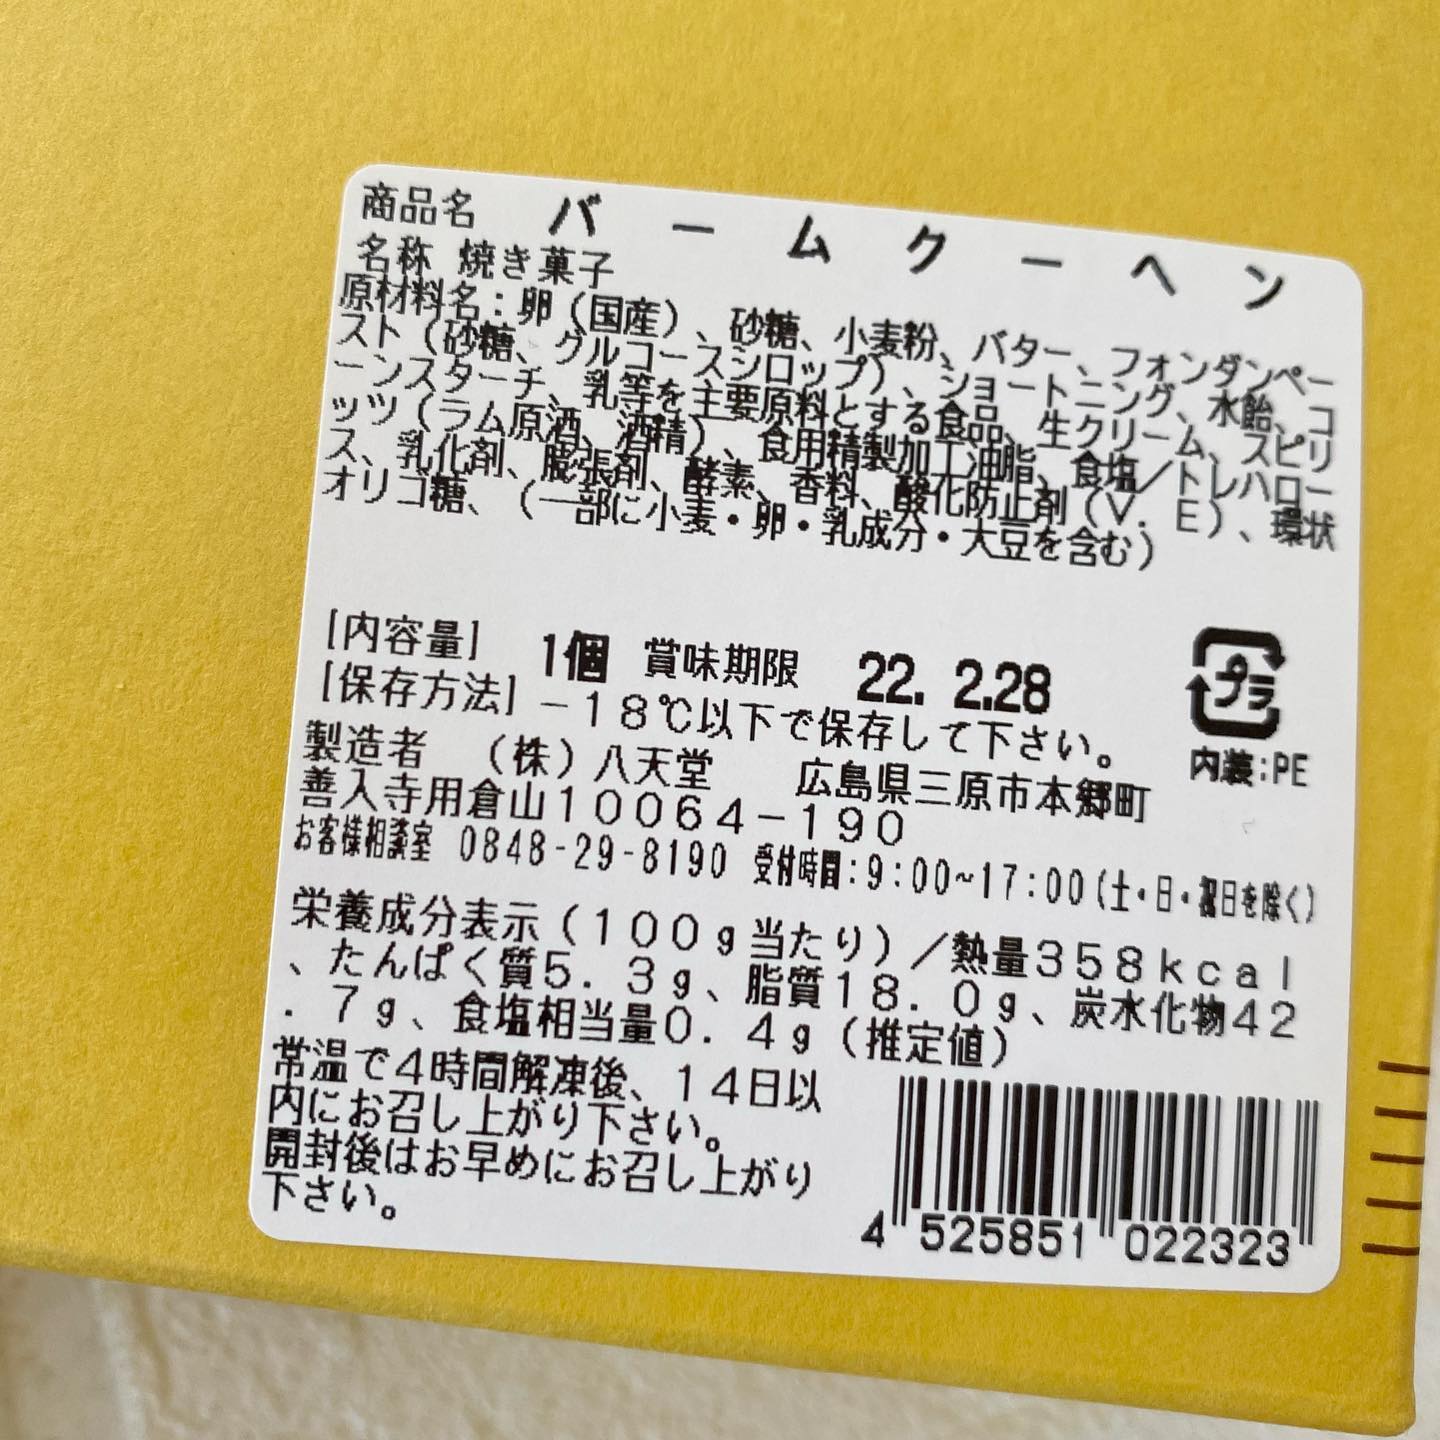 商品名 バームクーヘン
名称 焼き菓子
原材料名:卵(国産)、砂糖、小麦粉、バター、フォンダンペー
スト(砂糖、グルコースシロップ)、ショートニング、水飴、コ
ーンスターチ、乳等を主要原料とする食品、生クリーム、スピリ
ッツ(ラム原酒、酒精)、食用精製加工油脂、食塩/トレハロー
ス、乳化剤、膨張剤、酵素、香料、酸化防止剤(V.E)、環状
オリコ糖、(一部に小麦・卵・乳成分・大豆を含む)
[内容量] 1個 賞味期限 22. 2.28
[保存方法] -18℃以下で保存して下さい。
プラ
内装:PE
製造者 (株)八天堂 広島県三原市本郷町
善入寺用倉山10064-190
お客様相談室 0848-29-8190 受付時間:9:00~17:00(土・日・祝日を除く)
栄養成分表示(100g当たり)/熱量358kcal
、たんぱく質5.3g、脂質18.0g、炭水化物42
.7g、食塩相当量0.4g(推定値)
常温で4時間解凍後、14日以
内にお召し上がり下さい。
開封後はお早めにお召し上がり
下さい。
4 525851 022323